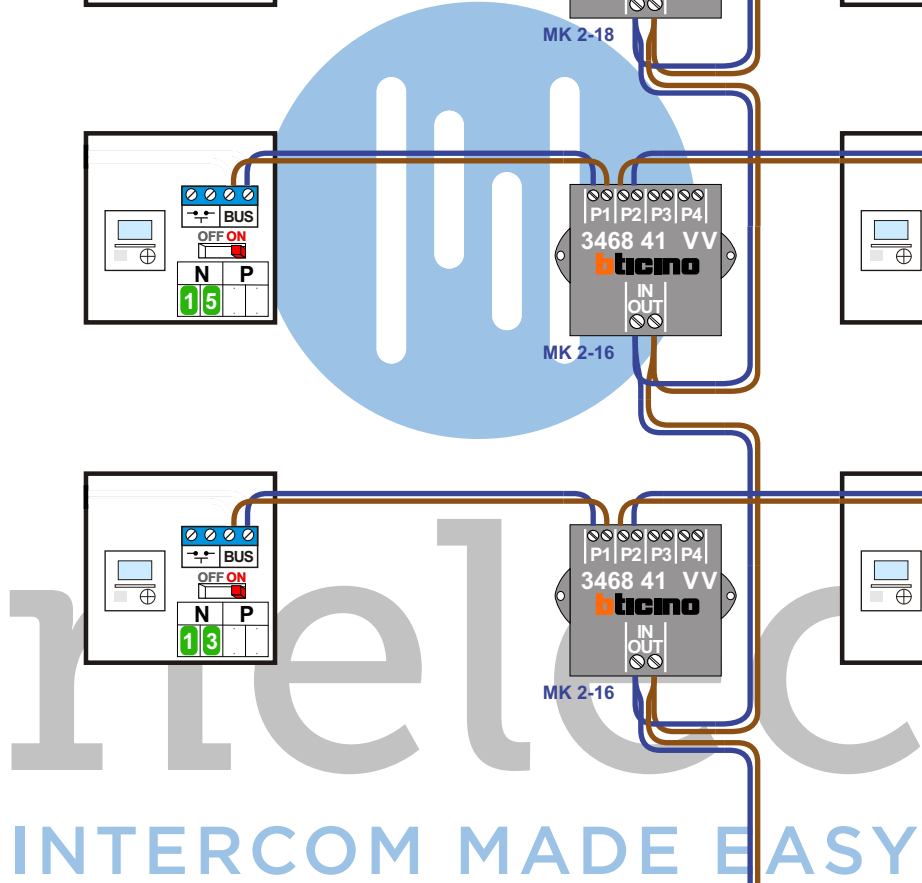 MK 2-18
BUS
OFF ON
N P
1 5
P1 P2 P3 P4
3468 41 VV
bticino
IN
OUT
MK 2-16
BUS
OFF ON
N P
1 3
P1 P2 P3 P4
3468 41 VV
bticino
IN
OUT
MK 2-16
nelec
INTERCOM MADE EASY